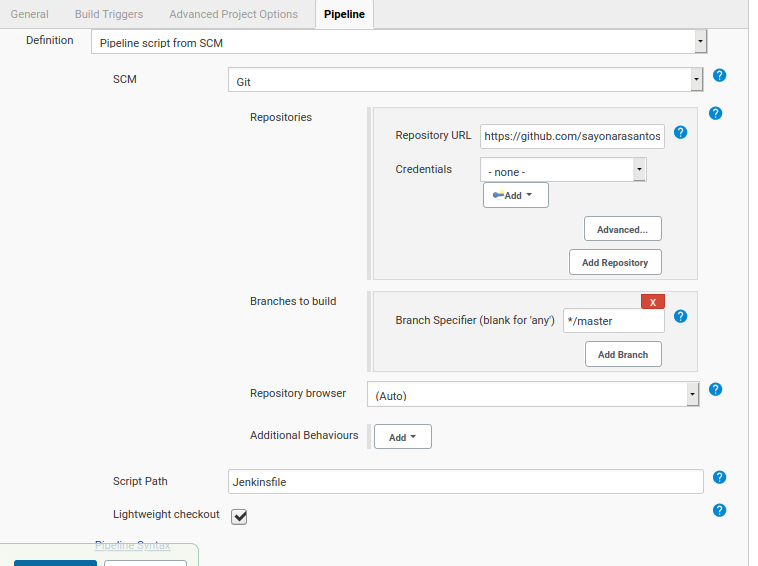 General Build Triggers Advanced Project Options Pipeline
Definition Pipeline script from SCM
SCM Git
Repositories
Repository URL https://github.com/sayonarasantos
Credentials - none -
Add
Advanced...
Add Repository
Branches to build
X
Branch Specifier (blank for 'any') */master
Add Branch
Repository browser (Auto)
Additional Behaviours Add
Script Path Jenkinsfile
Lightweight checkout
Pipeline Syntax